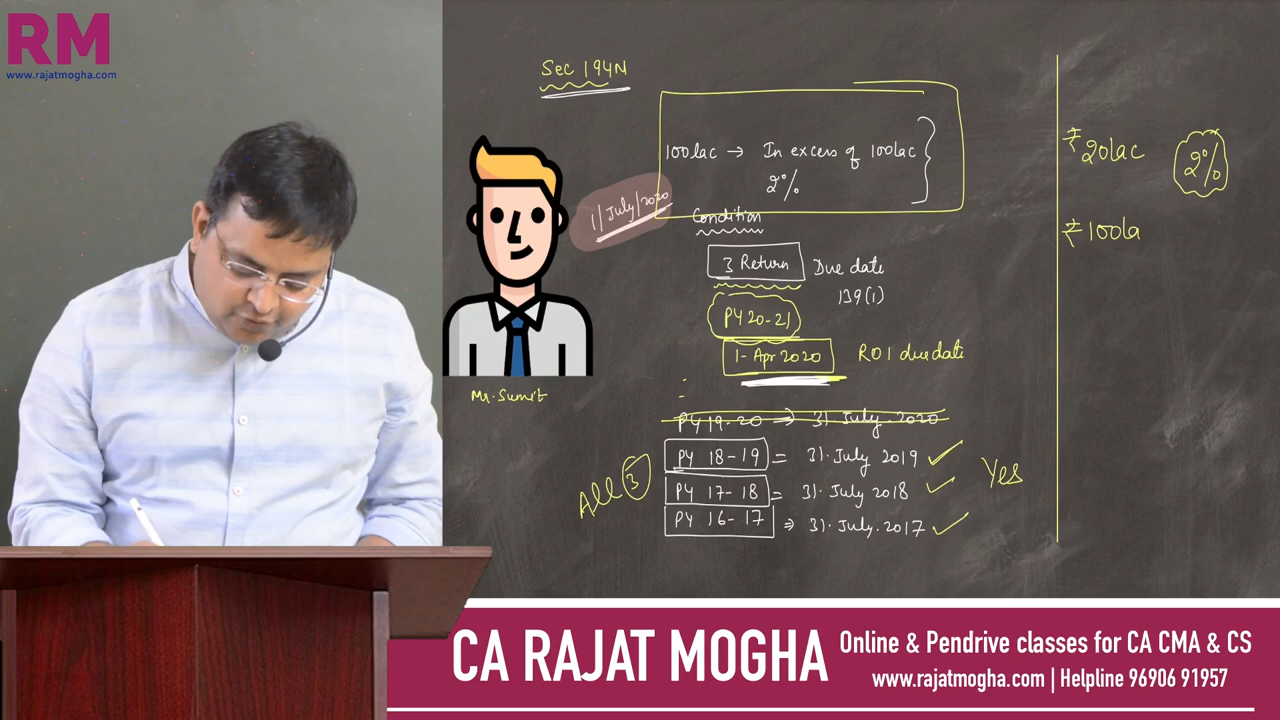 RM
www.rajatmogha.com
Sec 194N
100lac → In excess of 100lac
2%
1/July/2020
Condition
3 Return Due date
139(1)
PY 20-21
1-Apr 2020 ROI due date
Mr. Sumit
PY 19-20 ⇒ 31 July 2020
PY 18-19 = 31. July 2019 ✓
PY 17-18 = 31. July 2018 ✓
PY 16-17 ⇒ 31. July. 2017 ✓
All 3
Yes
₹20lac 2%
₹100la
CA RAJAT MOGHA
Online & Pendrive classes for CA CMA & CS
www.rajatmogha.com | Helpline 96906 91957